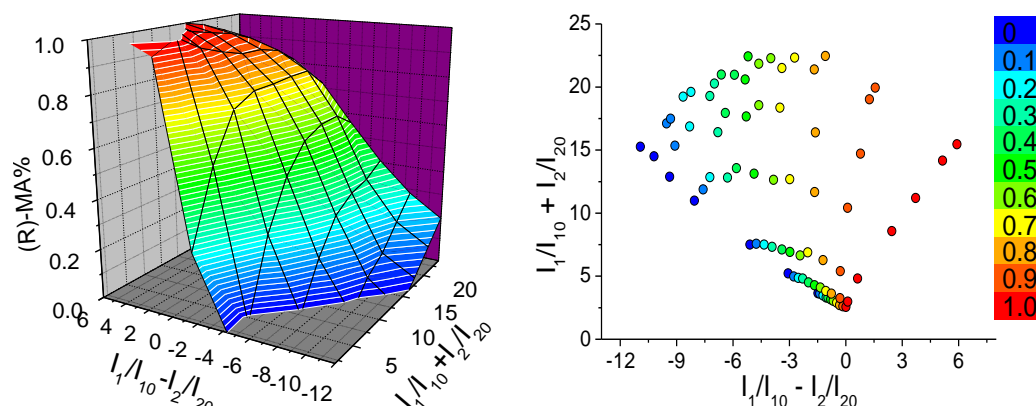 (R)-MA%
1.0
0.8
0.6
0.4
0.2
0.0
6 4 2 0 -2 -4 -6 -8 -10 -12
I₁/I₁₀-I₂/I₂₀
5 10 15 20
I₁/I₁₀+I₂/I₂₀
I₁/I₁₀ + I₂/I₂₀
25
20
15
10
5
0
-12 -9 -6 -3 0 3 6
I₁/I₁₀ - I₂/I₂₀
0
0.1
0.2
0.3
0.4
0.5
0.6
0.7
0.8
0.9
1.0